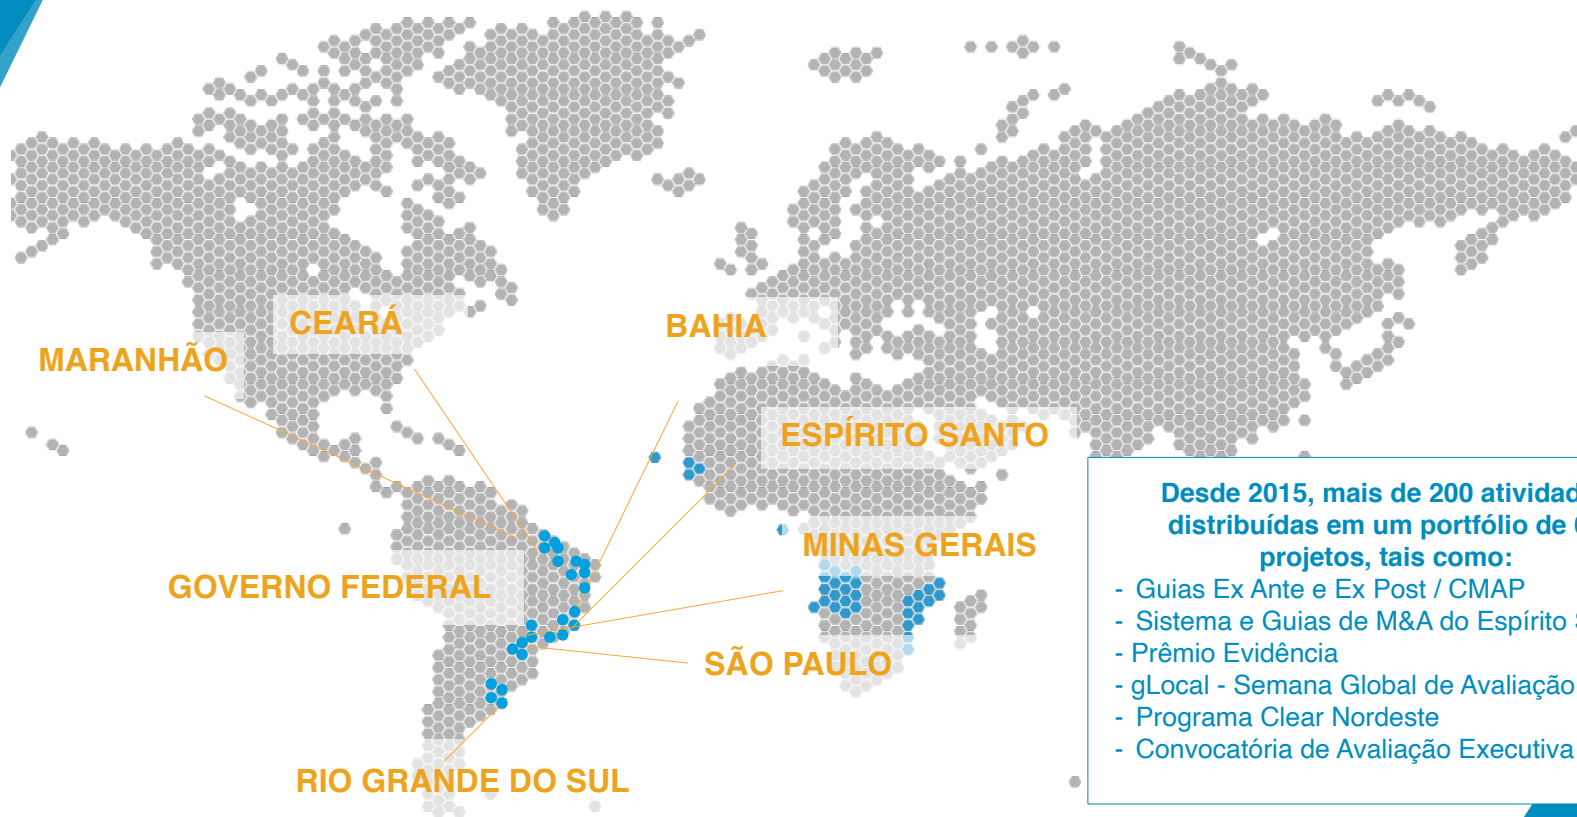 CEARÁ
BAHIA
MARANHÃO
ESPÍRITO SANTO
MINAS GERAIS
GOVERNO FEDERAL
SÃO PAULO
RIO GRANDE DO SUL
Desde 2015, mais de 200
distribuídas em um portfólio de
projetos, tais como:
- Guias Ex Ante e Ex Post / CMAP
- Sistema e Guias de M&A do Espírito
- Prêmio Evidência
- gLocal - Semana Global de Avaliação
- Programa Clear Nordeste
- Convocatória de Avaliação Executiva